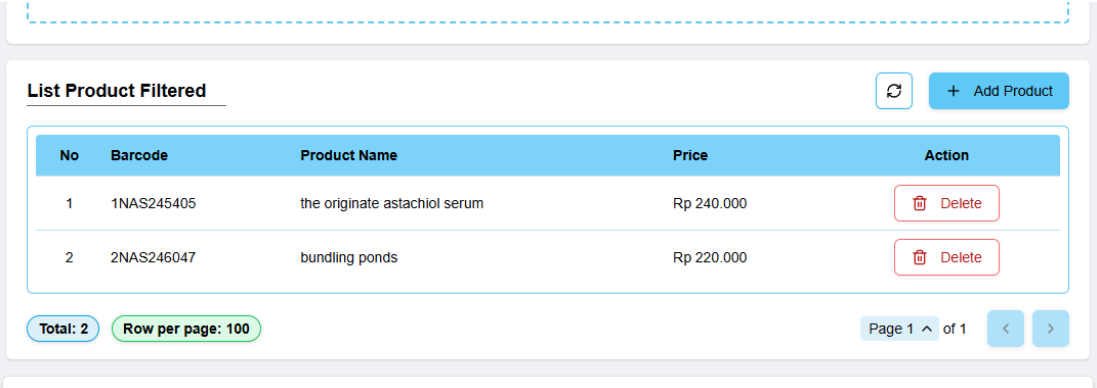 List Product Filtered
+ Add Product
No Barcode Product Name Price Action
1 1NAS245405 the originate astachiol serum Rp 240.000 Delete
2 2NAS246047 bundling ponds Rp 220.000 Delete
Total: 2 Row per page: 100 Page 1 of 1